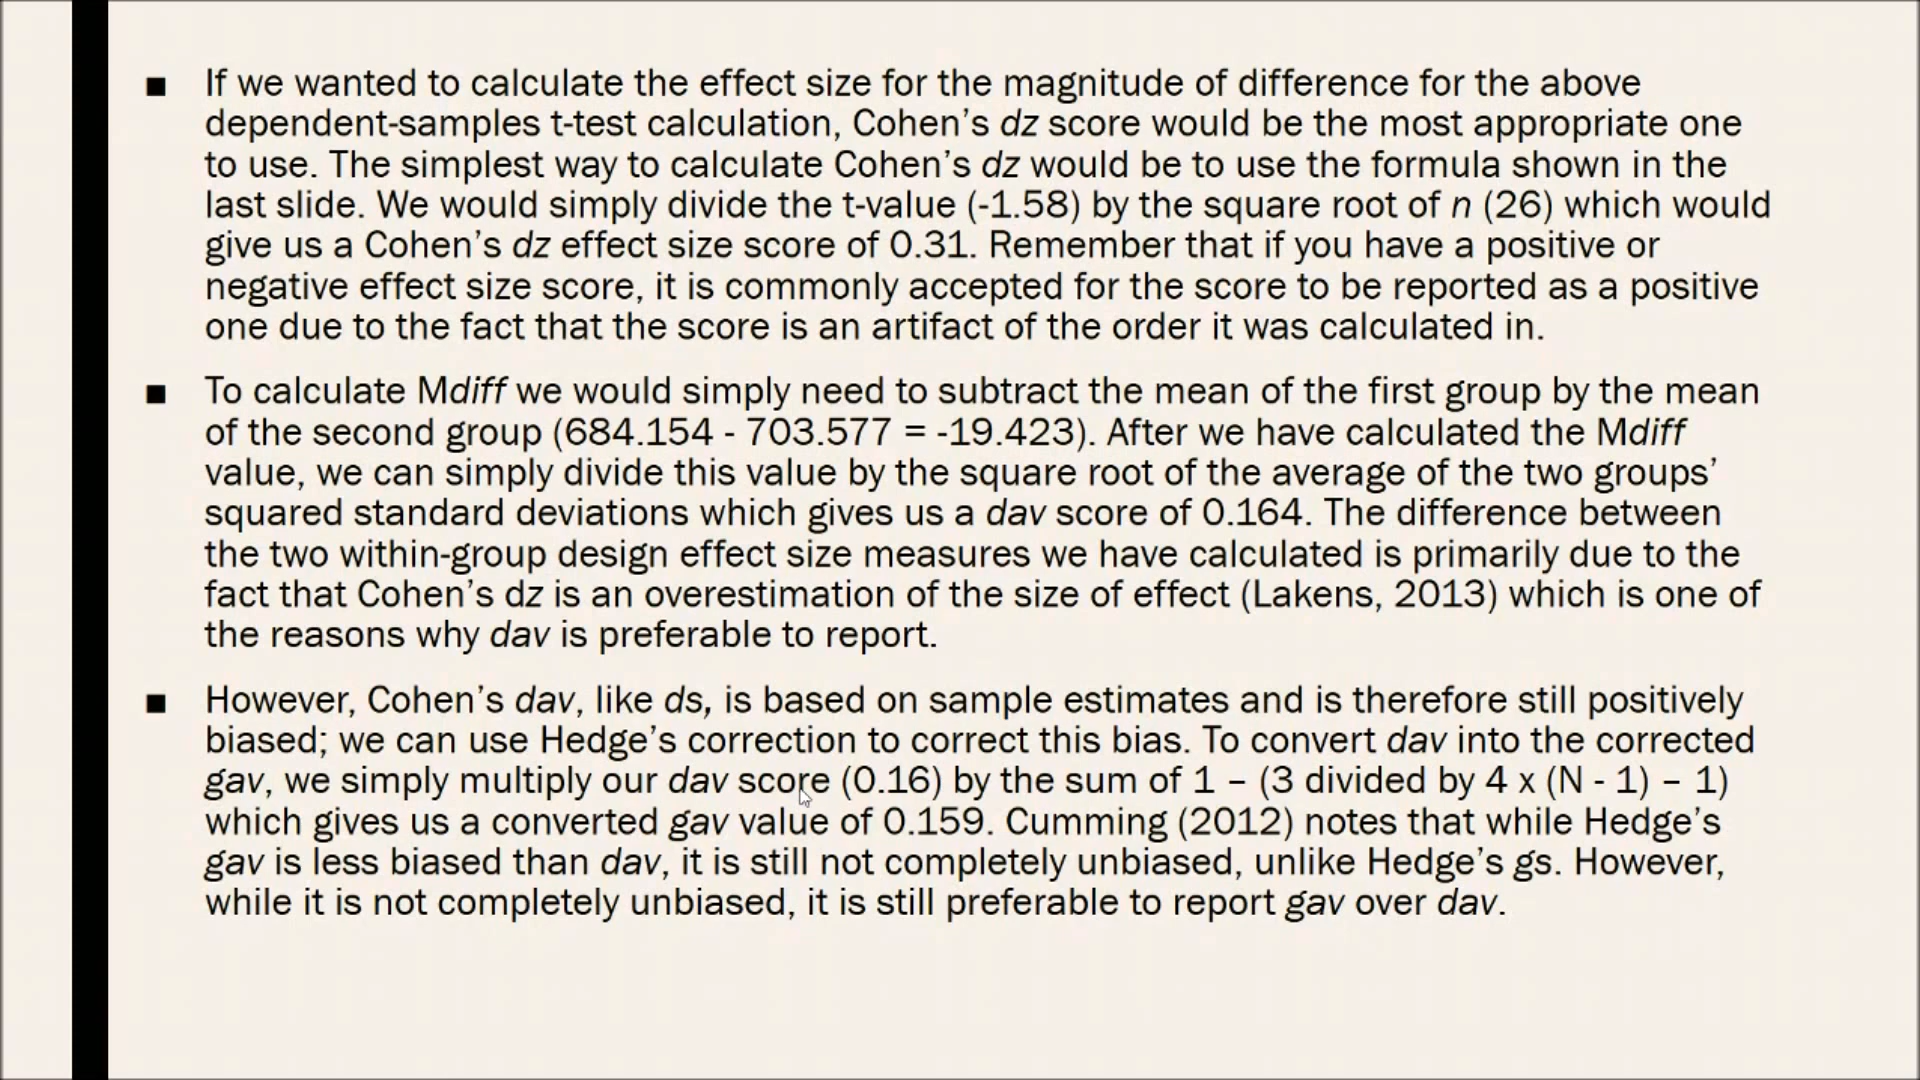 ■ If we wanted to calculate the effect size for the magnitude of difference for the above
dependent-samples t-test calculation, Cohen's dz score would be the most appropriate one
to use. The simplest way to calculate Cohen's dz would be to use the formula shown in the
last slide. We would simply divide the t-value (-1.58) by the square root of n (26) which would
give us a Cohen's dz effect size score of 0.31. Remember that if you have a positive or
negative effect size score, it is commonly accepted for the score to be reported as a positive
one due to the fact that the score is an artifact of the order it was calculated in.
■ To calculate Mdiff we would simply need to subtract the mean of the first group by the mean
of the second group (684.154 - 703.577 = -19.423). After we have calculated the Mdiff
value, we can simply divide this value by the square root of the average of the two groups'
squared standard deviations which gives us a dav score of 0.164. The difference between
the two within-group design effect size measures we have calculated is primarily due to the
fact that Cohen's dz is an overestimation of the size of effect (Lakens, 2013) which is one of
the reasons why dav is preferable to report.
■ However, Cohen's dav, like ds, is based on sample estimates and is therefore still positively
biased; we can use Hedge's correction to correct this bias. To convert dav into the corrected
gav, we simply multiply our dav score (0.16) by the sum of 1 – (3 divided by 4 x (N - 1) – 1)
which gives us a converted gav value of 0.159. Cumming (2012) notes that while Hedge's
gav is less biased than dav, it is still not completely unbiased, unlike Hedge's gs. However,
while it is not completely unbiased, it is still preferable to report gav over dav.